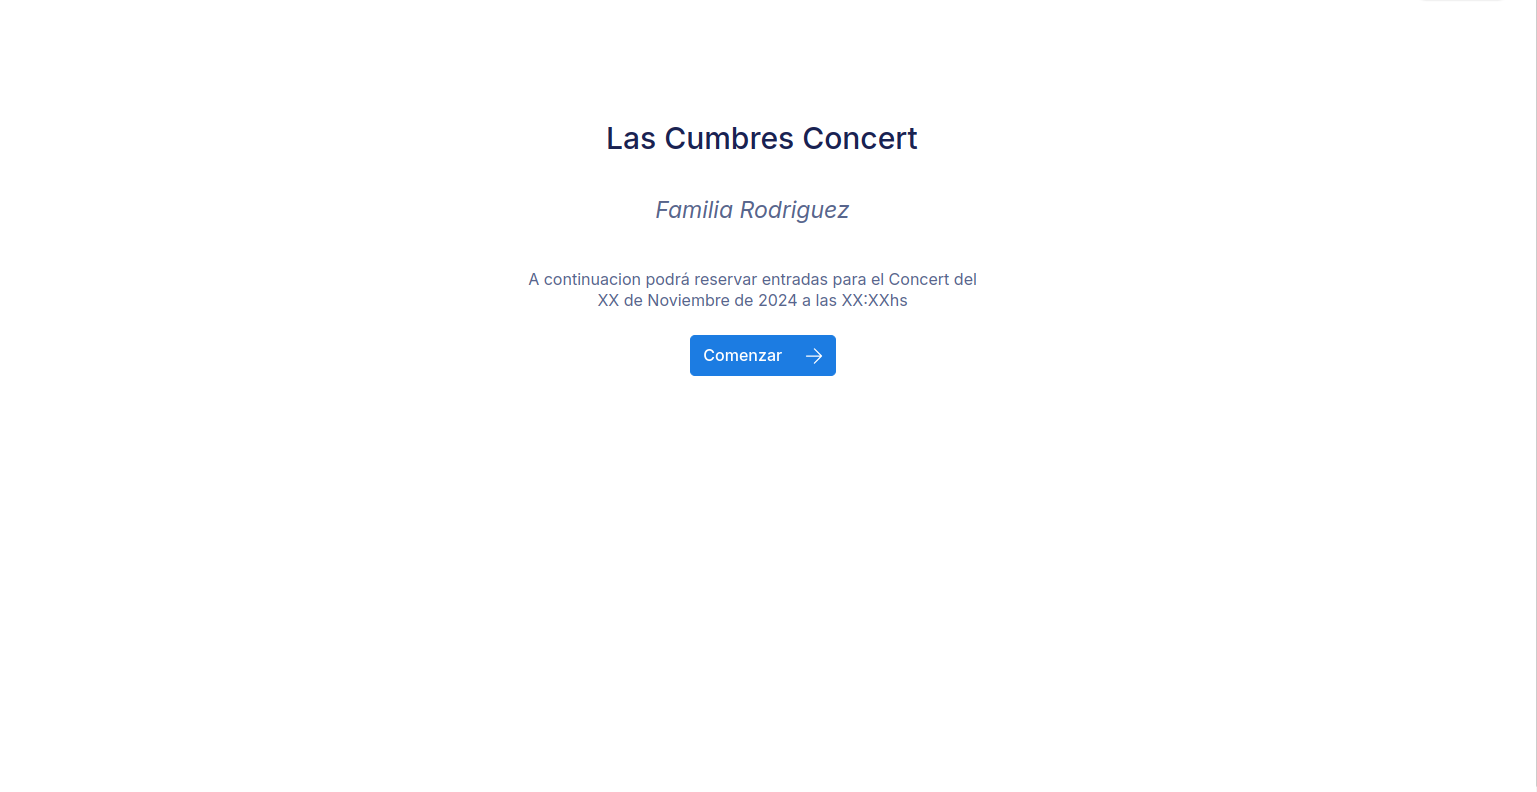 Las Cumbres Concert
Familia Rodriguez
A continuacion podrá reservar entradas para el Concert del
XX de Noviembre de 2024 a las XX:XXhs
Comenzar